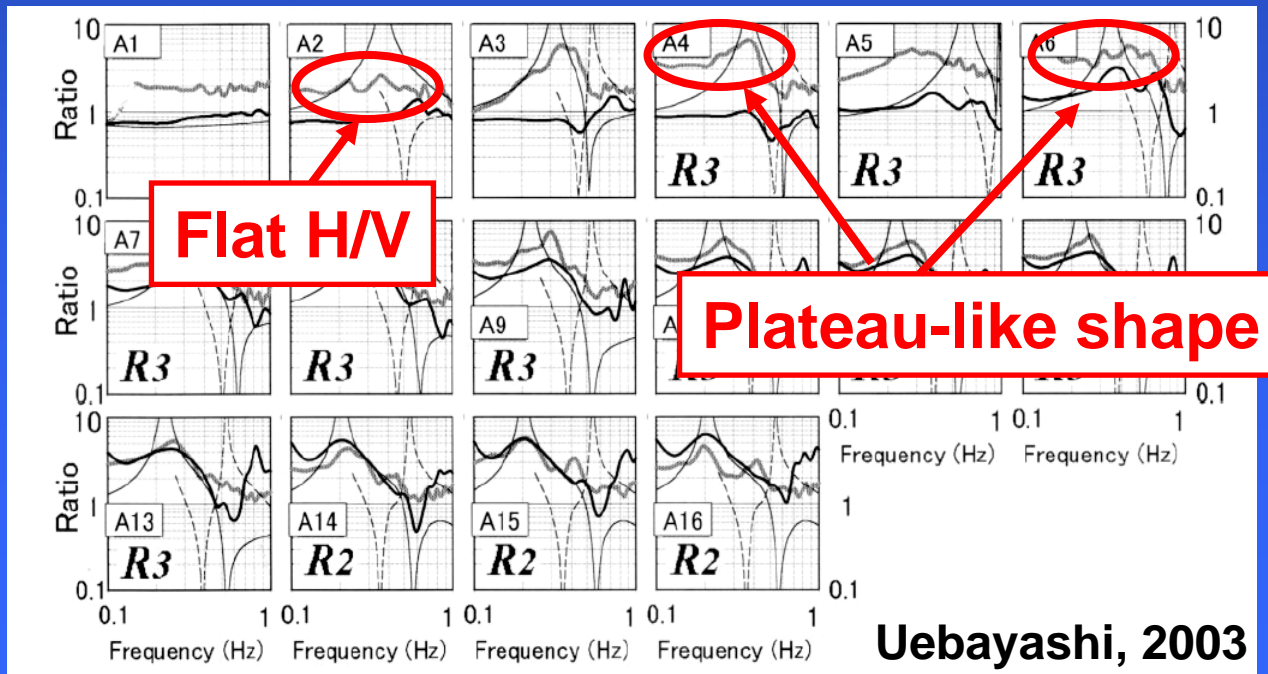 10
A1
A2
A3
A4
A5
A6
10
Ratio
1
1
R3
R3
R3
0.1
0.1
Flat H/V
10
A7
10
Ratio
1
1
A9
Plateau-like shape
R3
R3
R3
R3
0.1
0.1
0.1
1
0.1
1
Frequency (Hz)
Frequency (Hz)
10
Ratio
1
A13
A14
A15
A16
1
R3
R2
R2
R2
0.1
0.1
0.1
1
0.1
1
0.1
1
0.1
1
Frequency (Hz)
Frequency (Hz)
Frequency (Hz)
Frequency (Hz)
Uebayashi, 2003